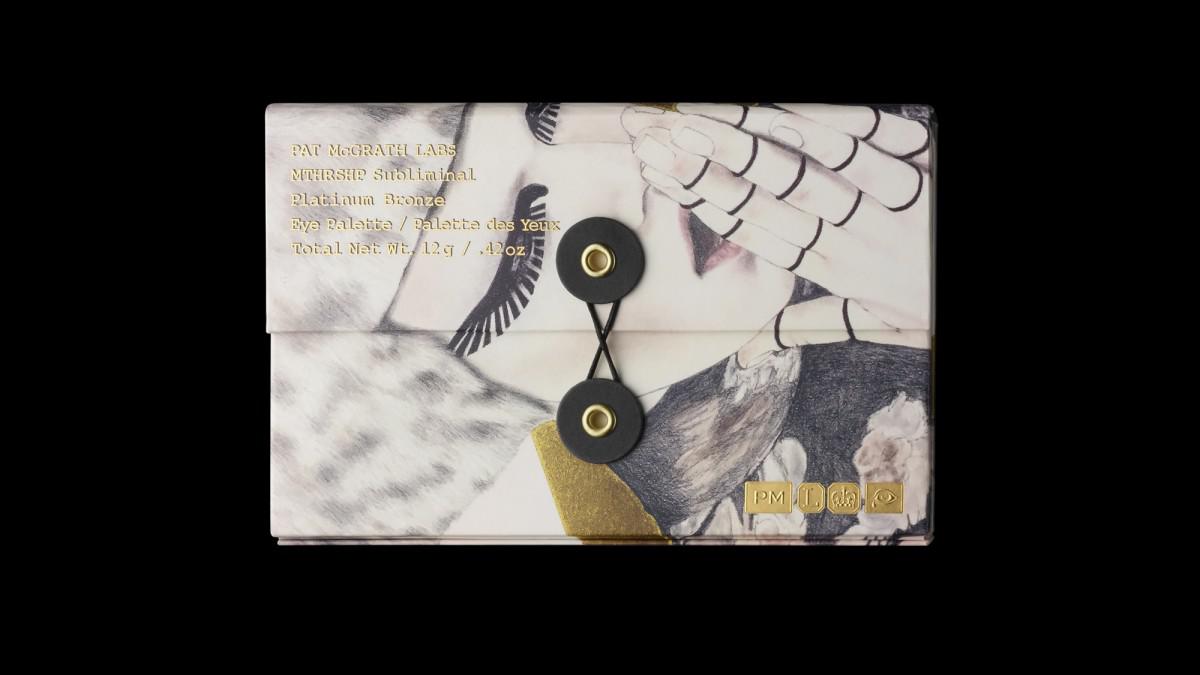 PAT McGRATH LABS
MTHRSHP Subliminal
Platinum Bronze
Eye Palette / Palette des Yeux
Total Net Wt. 12g / .42oz
PM L